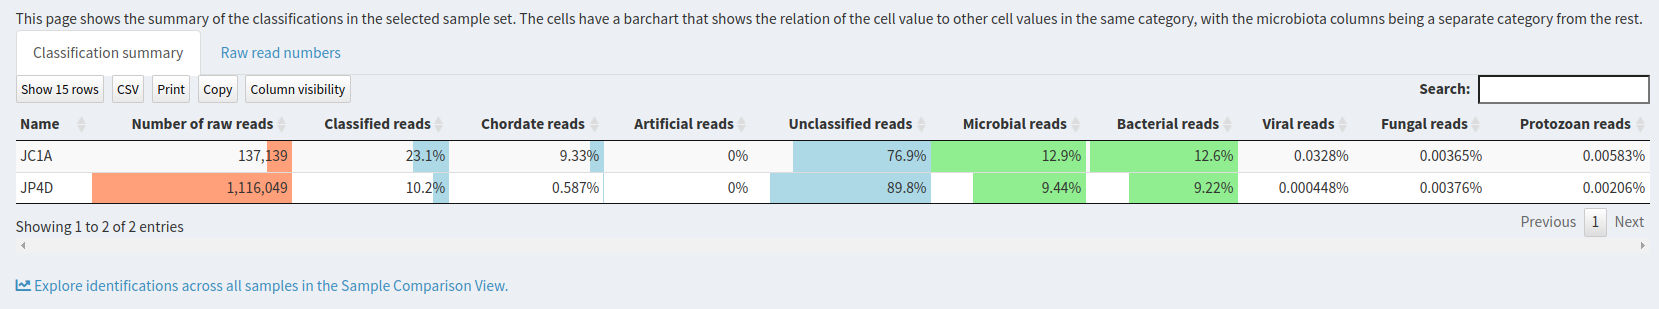 This page shows the summary of the classifications in the selected sample set. The cells have a barchart that shows the relation of the cell value to other cell values in the same category, with the microbiota columns being a separate category from the rest.
Classification summary Raw read numbers
Show 15 rows CSV Print Copy Column visibility Search:
Name Number of raw reads Classified reads Chordate reads Artificial reads Unclassified reads Microbial reads Bacterial reads Viral reads Fungal reads Protozoan reads
JC1A 137,139 23.1% 9.33% 0% 76.9% 12.9% 12.6% 0.0328% 0.00365% 0.00583%
JP4D 1,116,049 10.2% 0.587% 0% 89.8% 9.44% 9.22% 0.000448% 0.00376% 0.00206%
Showing 1 to 2 of 2 entries Previous 1 Next
Explore identifications across all samples in the Sample Comparison View.